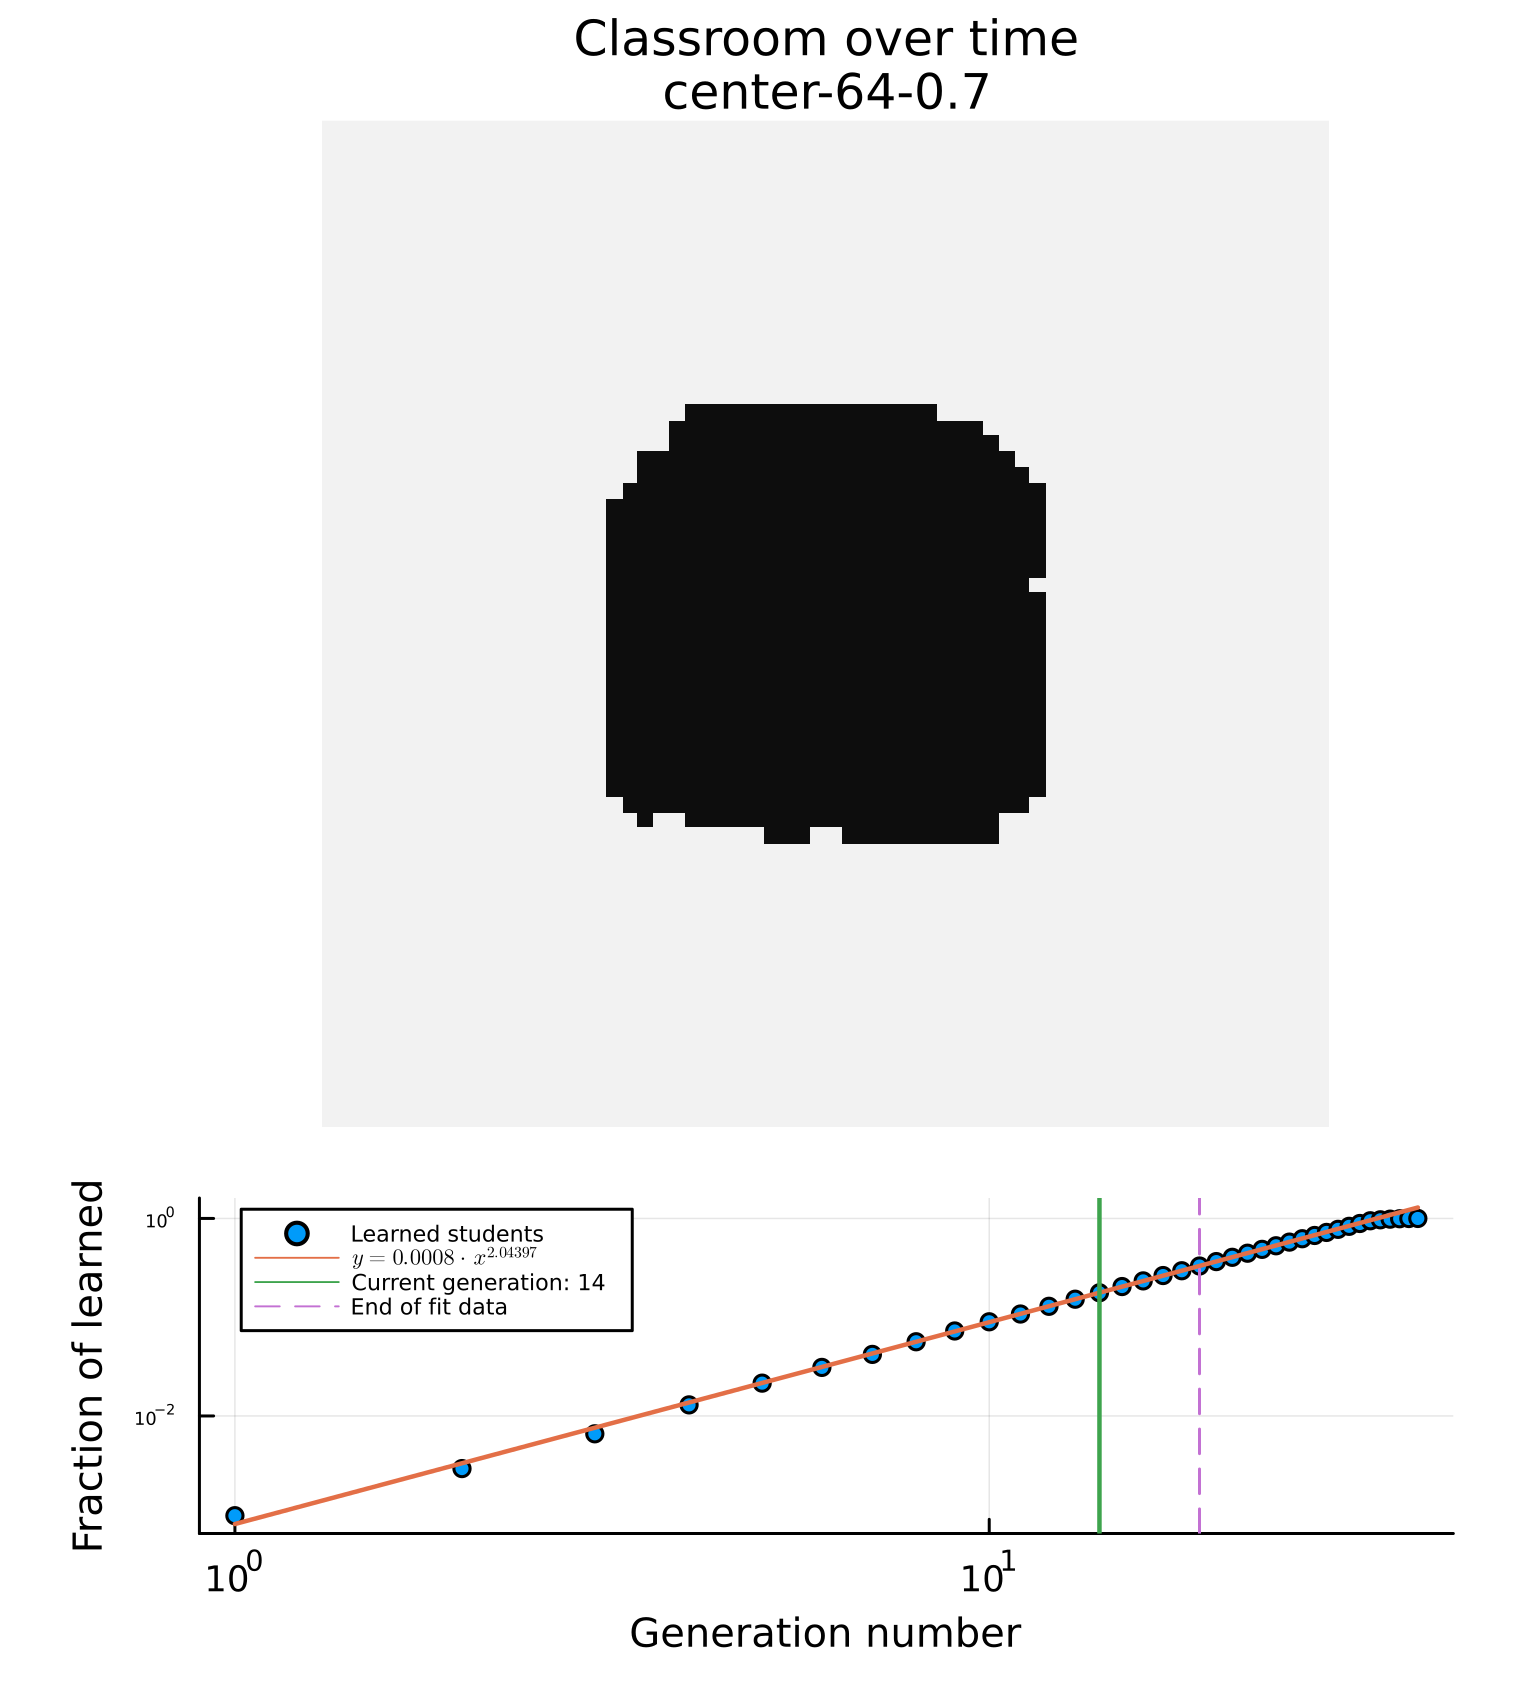 Classroom over time
center-64-0.7
Fraction of learned
10^0
10^-2
Learned students
y = 0.0008 · x^2.04397
Current generation: 14
End of fit data
10^0
10^1
Generation number